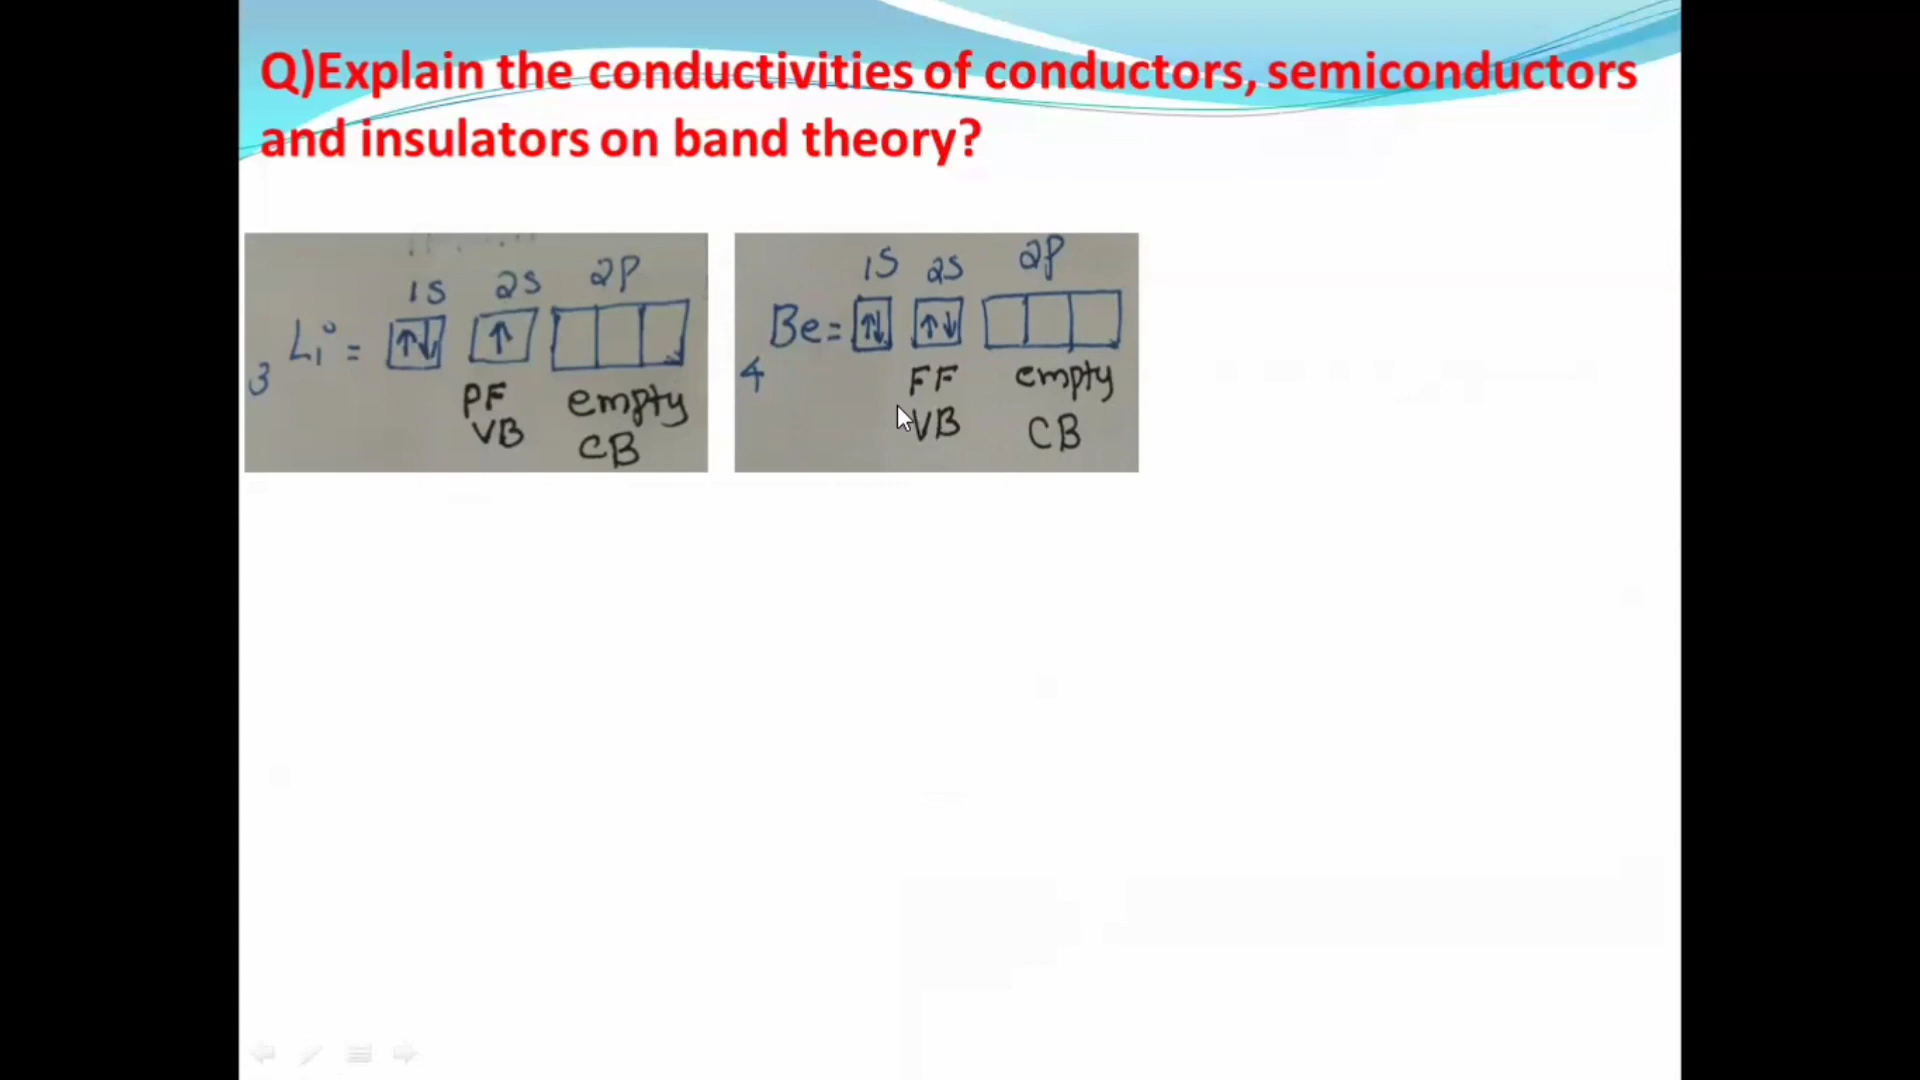 Q)Explain the conductivities of conductors, semiconductors
and insulators on band theory?
1S 2S 2P
3 Li =
PF empty
VB CB
1S 2S 2P
4 Be =
FF empty
VB CB